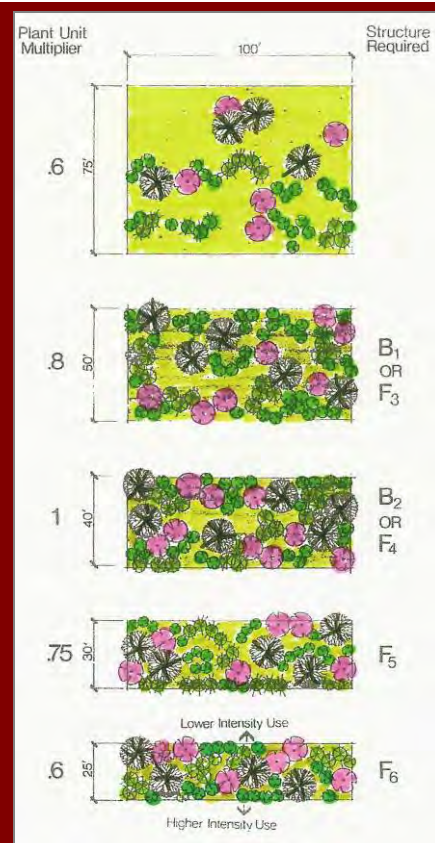 Plant Unit Multiplier
Structure Required
100'
.6
75'
.8
50'
B1
OR
F3
1
40'
B2
OR
F4
.75
30'
F5
Lower Intensity Use
.6
25'
F6
Higher Intensity Use